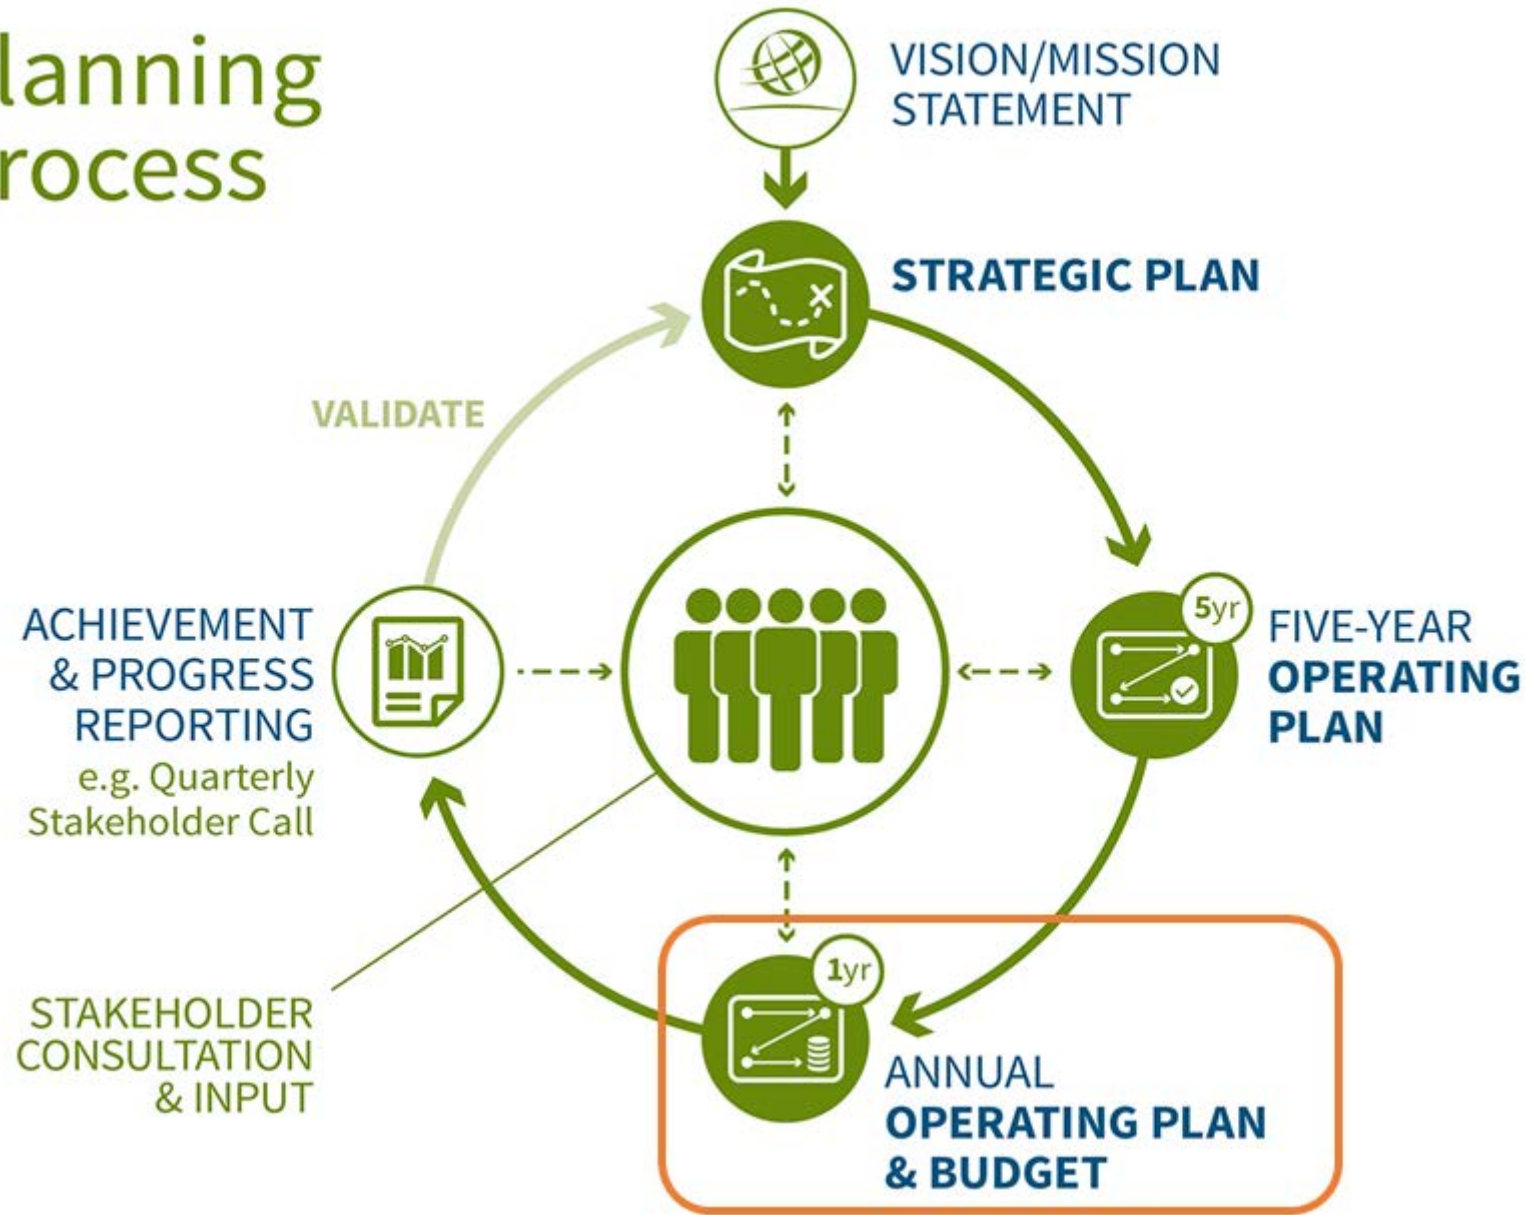 lanning
rocess
VISION/MISSION
STATEMENT
STRATEGIC PLAN
VALIDATE
5yr
FIVE-YEAR
OPERATING
PLAN
ACHIEVEMENT
& PROGRESS
REPORTING
e.g. Quarterly
Stakeholder Call
STAKEHOLDER
CONSULTATION
& INPUT
1yr
ANNUAL
OPERATING PLAN
& BUDGET